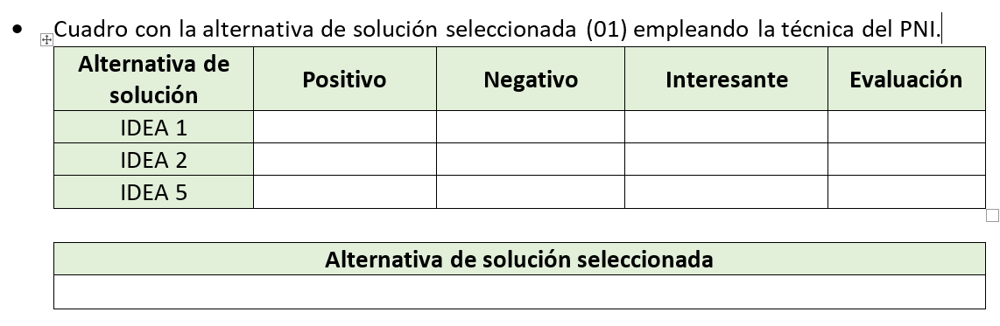 • Cuadro con la alternativa de solución seleccionada (01) empleando la técnica del PNI.
Alternativa de solución Positivo Negativo Interesante Evaluación
IDEA 1
IDEA 2
IDEA 5
Alternativa de solución seleccionada